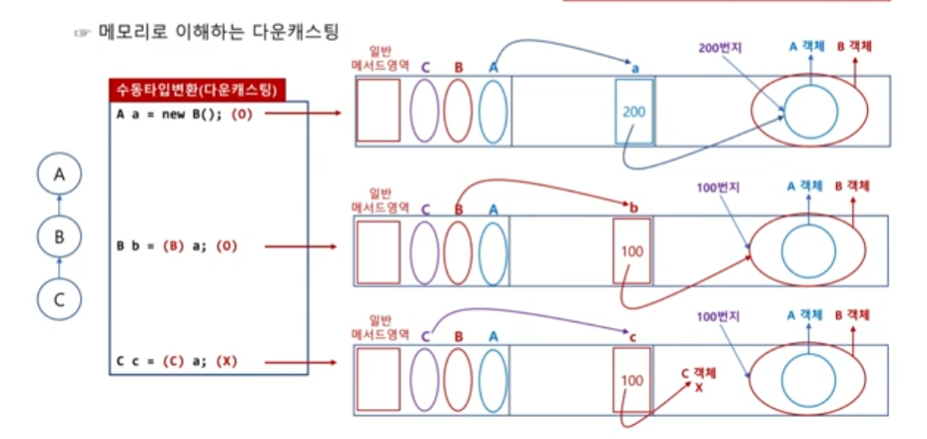 ☞ 메모리로 이해하는 다운캐스팅
수동타입변환(다운캐스팅)
A a = new B(); (O)
B b = (B) a; (O)
C c = (C) a; (X)
A
B
C
일반
메서드영역 C B A
a
200
200번지
A 객체 B 객체
일반
메서드영역 C B A
b
100
100번지
A 객체 B 객체
일반
메서드영역 C B A
c
100
C 객체
X
100번지
A 객체 B 객체